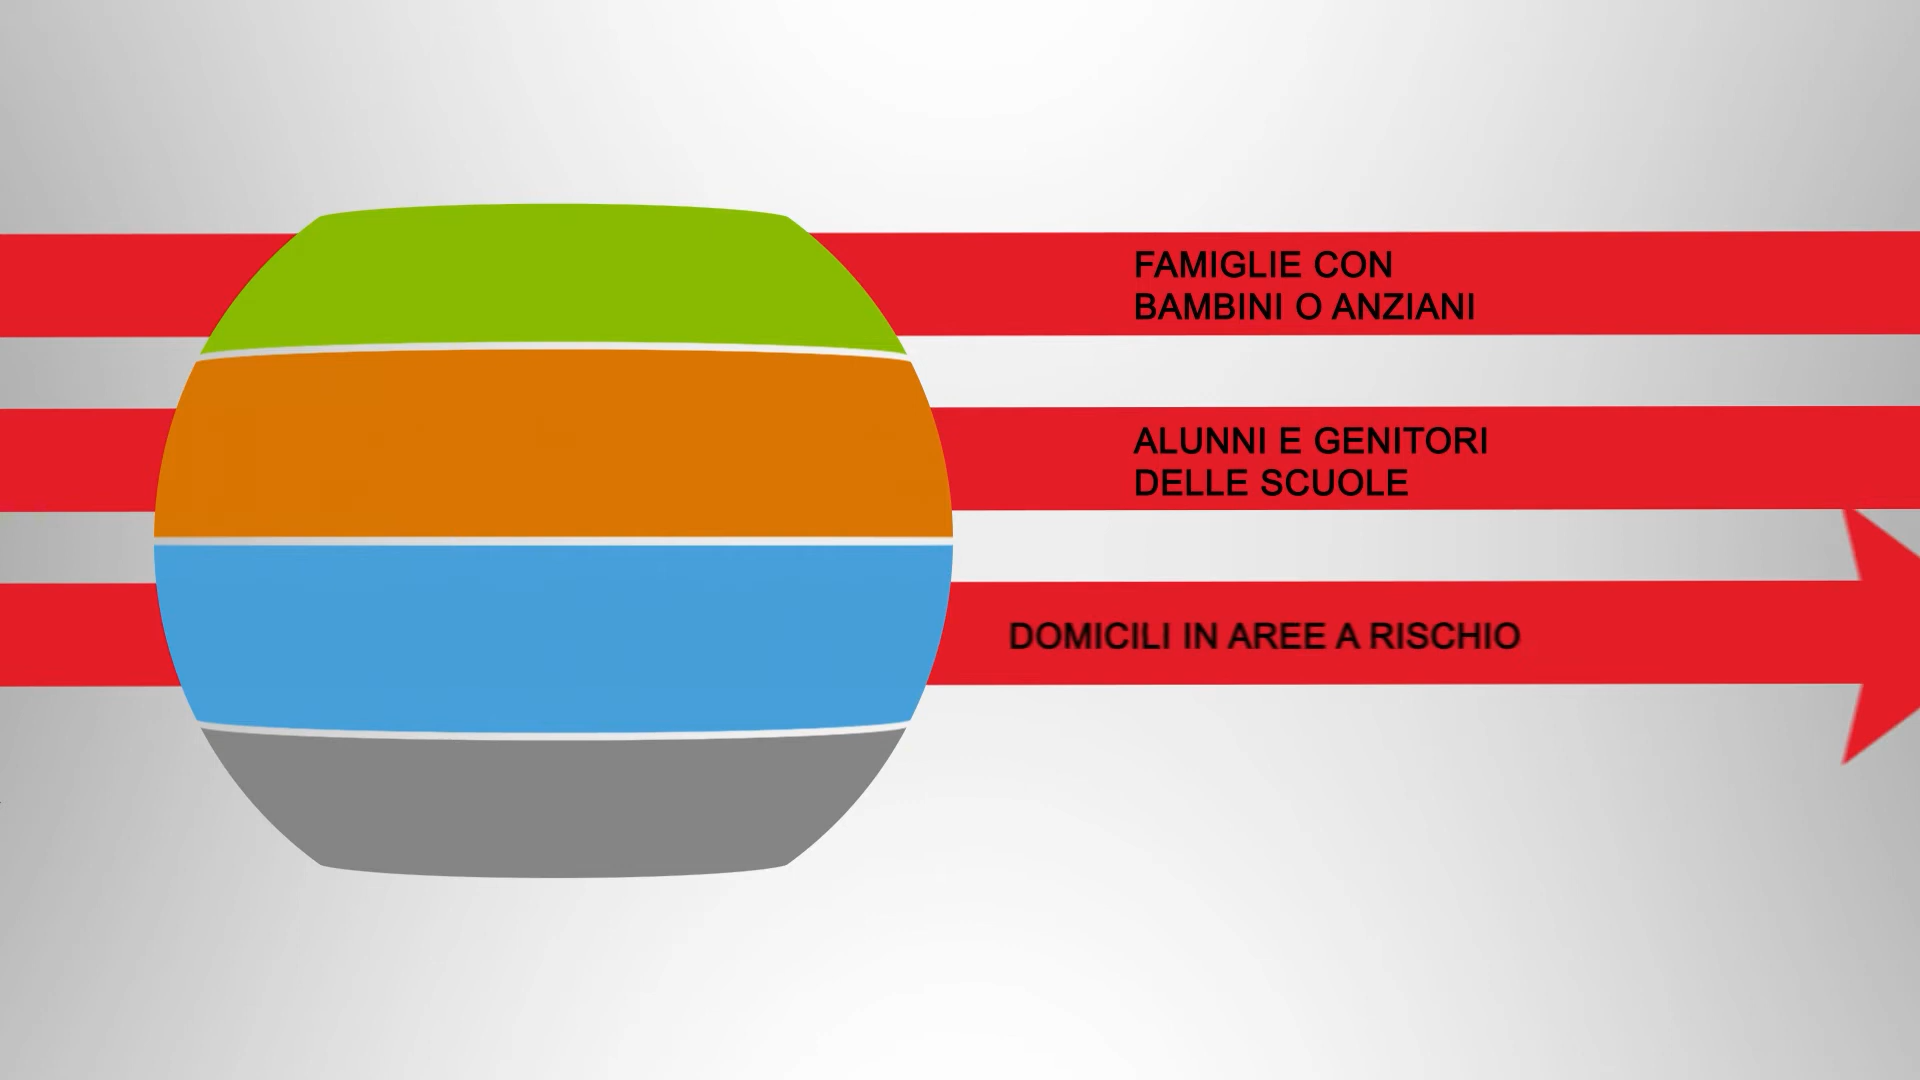 FAMIGLIE CON
BAMBINI O ANZIANI
ALUNNI E GENITORI
DELLE SCUOLE
DOMICILI IN AREE A RISCHIO